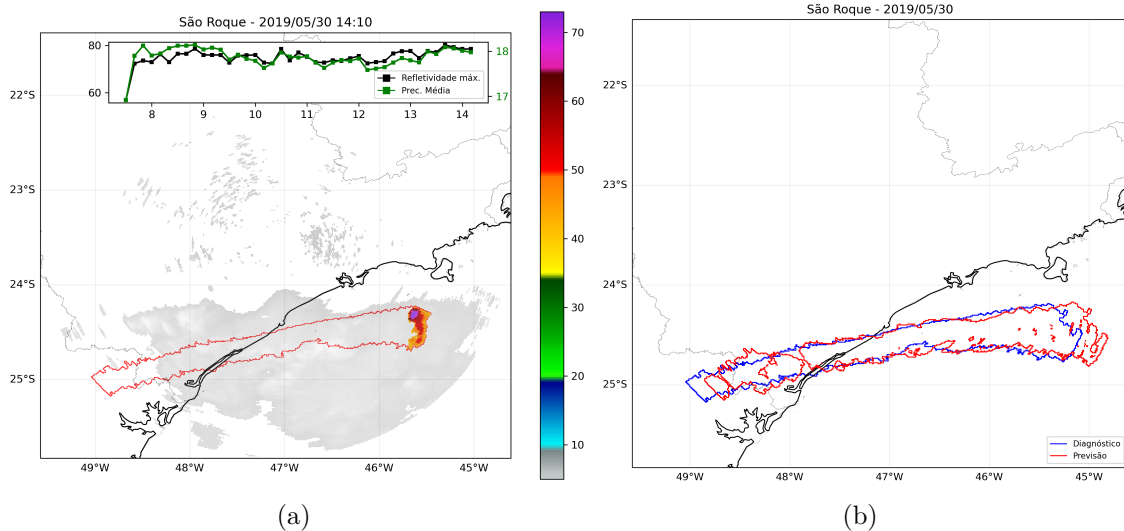 São Roque - 2019/05/30 14:10
80
60
18
17
Refletividade máx.
Prec. Média
8 9 10 11 12 13 14
22°S
23°S
24°S
25°S
49°W 48°W 47°W 46°W 45°W
70
60
50
40
30
20
10
(a)
São Roque - 2019/05/30
22°S
23°S
24°S
25°S
Diagnóstico
Previsão
49°W 48°W 47°W 46°W 45°W
(b)